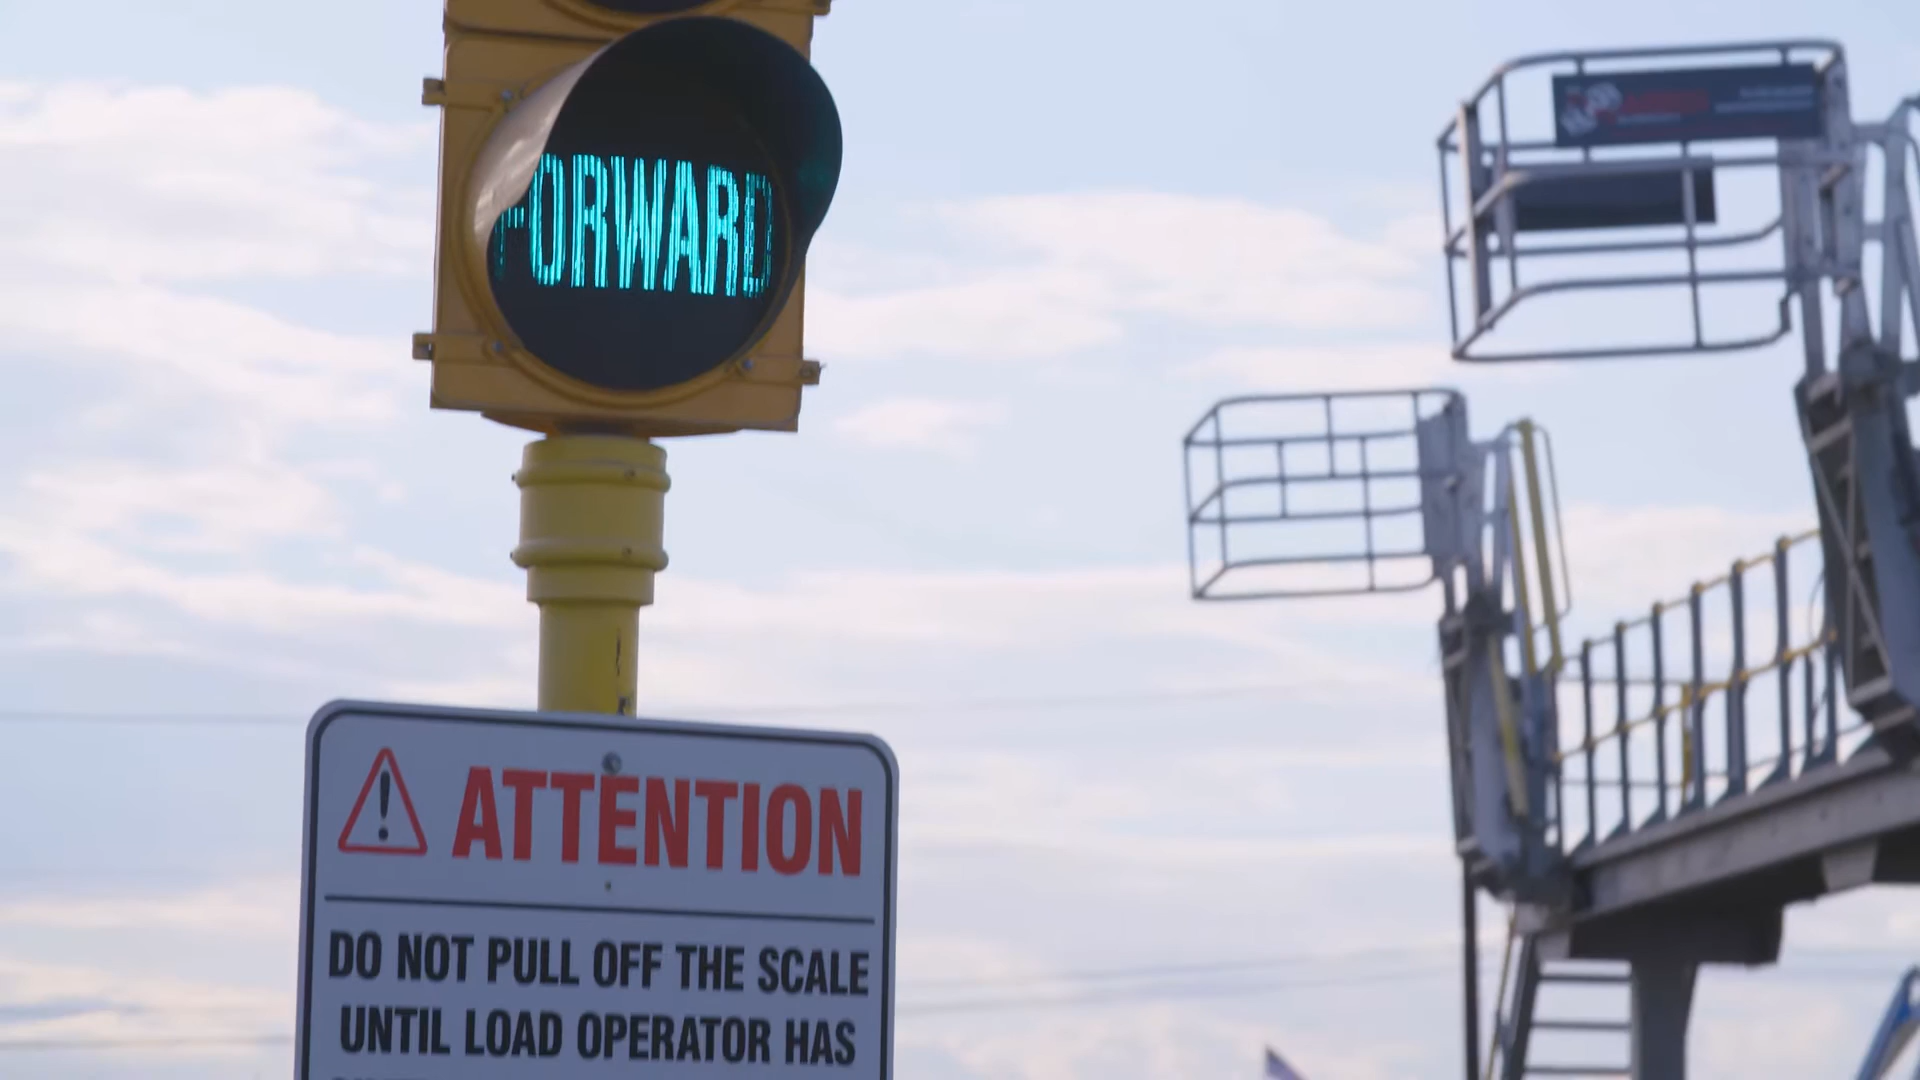 FORWARD
ATTENTION
DO NOT PULL OFF THE SCALE
UNTIL LOAD OPERATOR HAS